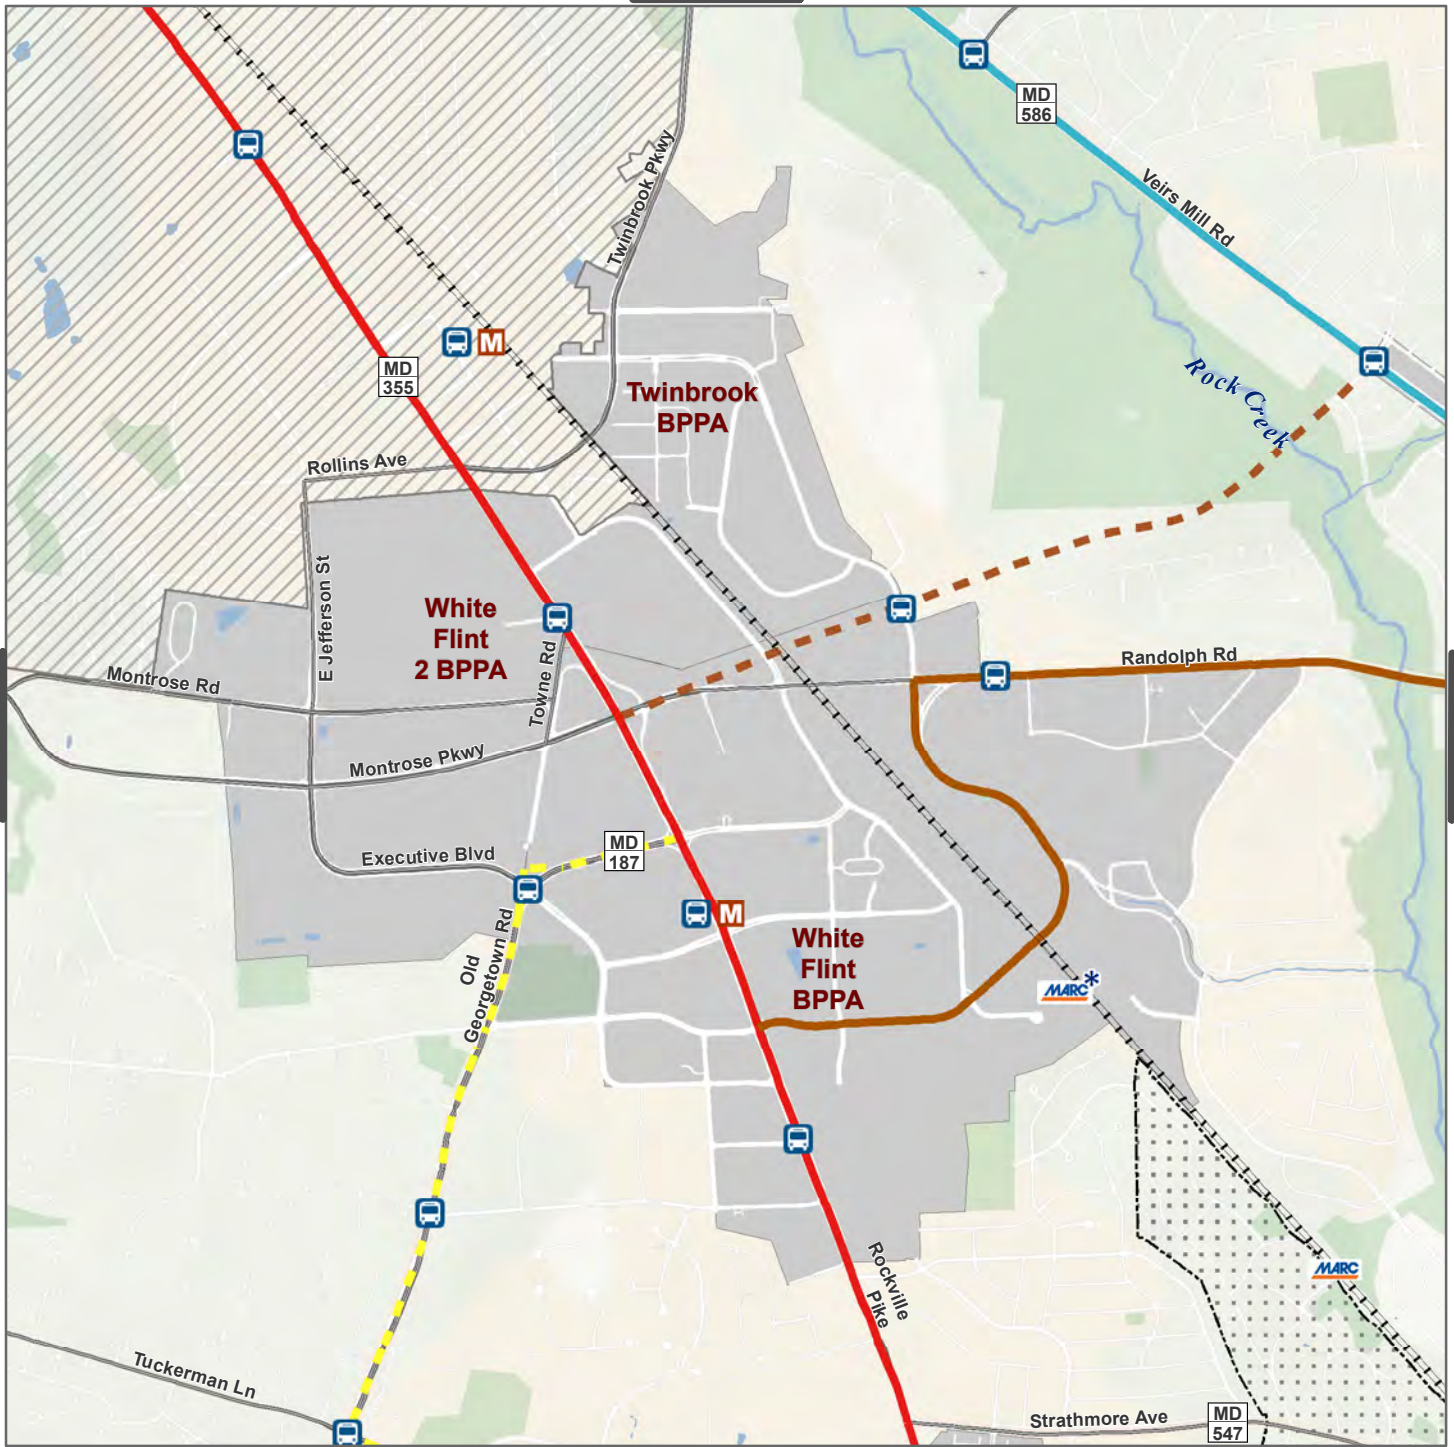 MD
586
Veirs Mill Rd
Twinbrook Pkwy
M
MD
355
Rock Creek
Twinbrook
BPPA
Rollins Ave
E Jefferson St
White
Flint
2 BPPA
Towne Rd
Randolph Rd
Montrose Rd
Montrose Pkwy
MD
187
Executive Blvd
M
Old
Georgetown Rd
White
Flint
BPPA
MARC*
MARC
Rockville
Pike
Tuckerman Ln
Strathmore Ave
MD
547